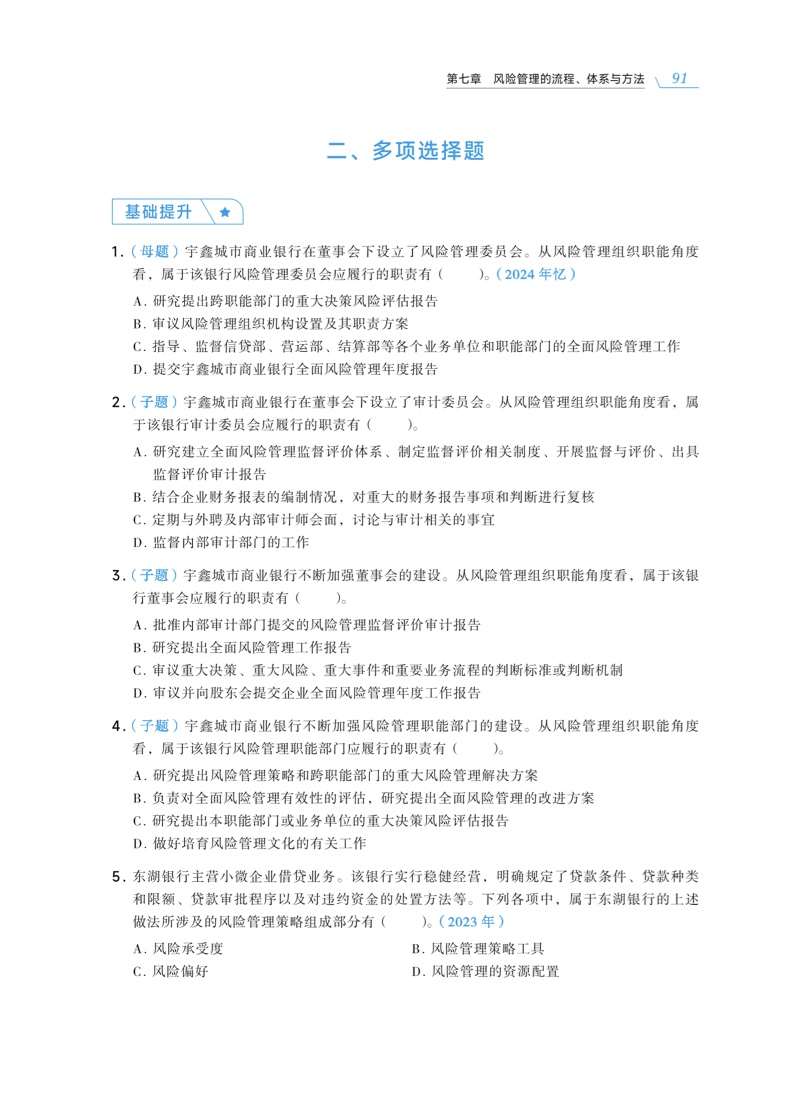 第七章 风险管理的流程、体系与方法 91
二、多项选择题
基础提升 ★
1.（母题）宇鑫城市商业银行在董事会下设立了风险管理委员会。从风险管理组织职能角度
看，属于该银行风险管理委员会应履行的职责有（  ）。（2024 年忆）
A. 研究提出跨职能部门的重大决策风险评估报告
B. 审议风险管理组织机构设置及其职责方案
C. 指导、监督信贷部、营运部、结算部等各个业务单位和职能部门的全面风险管理工作
D. 提交宇鑫城市商业银行全面风险管理年度报告
2.（子题）宇鑫城市商业银行在董事会下设立了审计委员会。从风险管理组织职能角度看，属
于该银行审计委员会应履行的职责有（  ）。
A. 研究建立全面风险管理监督评价体系、制定监督评价相关制度、开展监督与评价、出具
监督评价审计报告
B. 结合企业财务报表的编制情况，对重大的财务报告事项和判断进行复核
C. 定期与外聘及内部审计师会面，讨论与审计相关的事宜
D. 监督内部审计部门的工作
3.（子题）宇鑫城市商业银行不断加强董事会的建设。从风险管理组织职能角度看，属于该银
行董事会应履行的职责有（  ）。
A. 批准内部审计部门提交的风险管理监督评价审计报告
B. 研究提出全面风险管理工作报告
C. 审议重大决策、重大风险、重大事件和重要业务流程的判断标准或判断机制
D. 审议并向股东会提交企业全面风险管理年度工作报告
4.（子题）宇鑫城市商业银行不断加强风险管理职能部门的建设。从风险管理组织职能角度
看，属于该银行风险管理职能部门应履行的职责有（  ）。
A. 研究提出风险管理策略和跨职能部门的重大风险管理解决方案
B. 负责对全面风险管理有效性的评估，研究提出全面风险管理的改进方案
C. 研究提出本职能部门或业务单位的重大决策风险评估报告
D. 做好培育风险管理文化的有关工作
5. 东湖银行主营小微企业借贷业务。该银行实行稳健经营，明确规定了贷款条件、贷款种类
和限额、贷款审批程序以及对违约资金的处置方法等。下列各项中，属于东湖银行的上述
做法所涉及的风险管理策略组成部分有（  ）。（2023 年）
A. 风险承受度 B. 风险管理策略工具
C. 风险偏好 D. 风险管理的资源配置